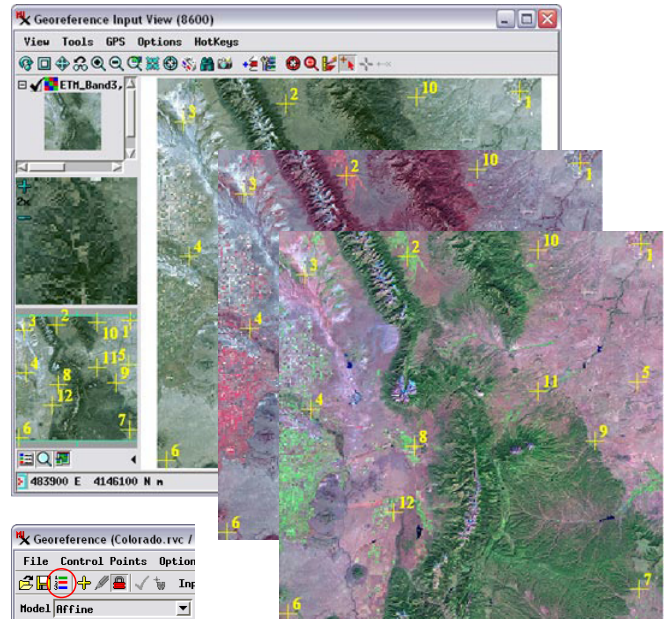 Georeference Input View (8600)
View Tools GPS Options HotKeys
ETM_Band3,
2x
3 2 10 1
4
6
3 2 10 1
4 11 5
8 9
12
6 7
483900 E 4146100 N m
3 2 10 1
4
6
3 2 10 1
4 11 5
8 9
12
6 7
Georeference (Colorado.rvc /
File Control Points Option
Inp
Model Affine